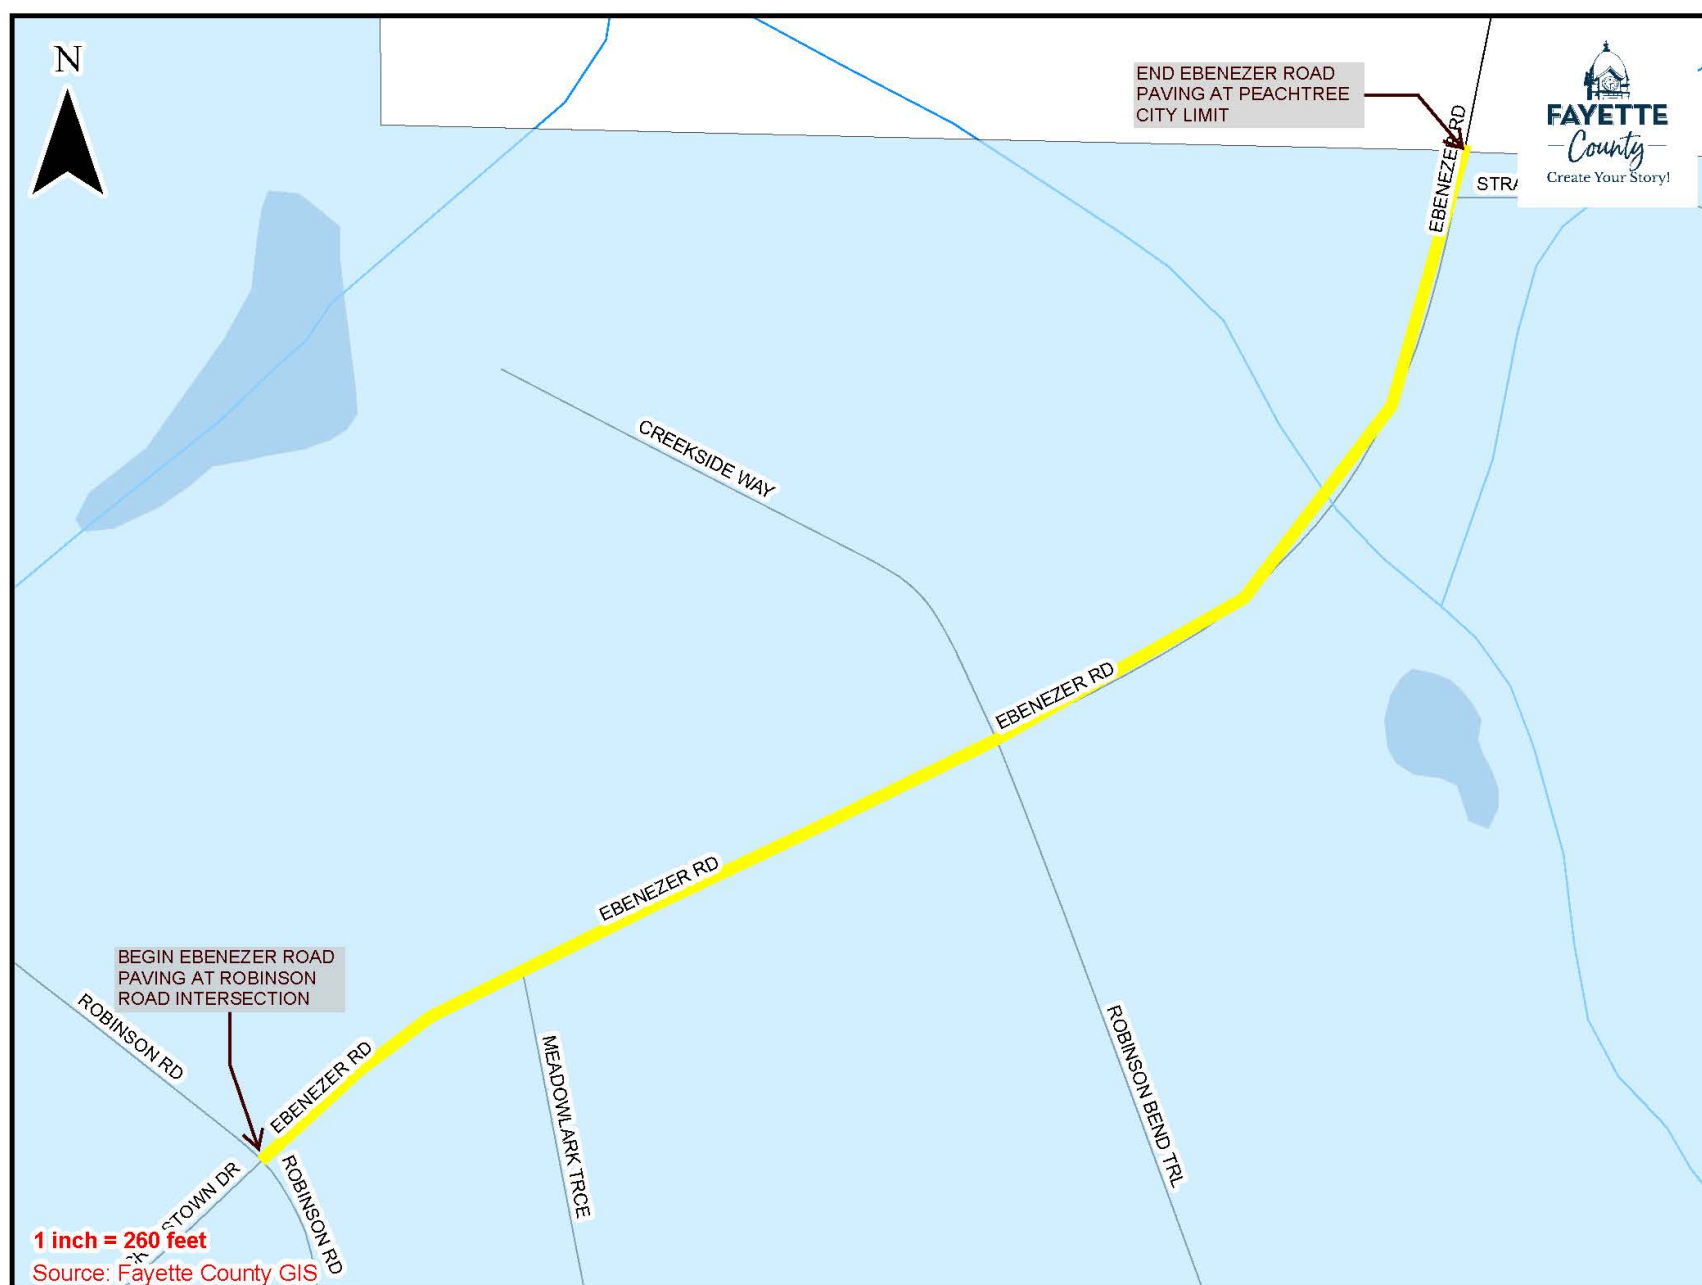 N
END EBENEZER ROAD
PAVING AT PEACHTREE
CITY LIMIT
FAYETTE
County
Create Your Story!
EBENEZER RD
CREEKSIDE WAY
EBENEZER RD
EBENEZER RD
BEGIN EBENEZER ROAD
PAVING AT ROBINSON
ROAD INTERSECTION
ROBINSON RD
EBENEZER RD
MEADOWLARK TRCE
ROBINSON BEND TRL
ROBINSON RD
1 inch = 260 feet
Source: Fayette County GIS